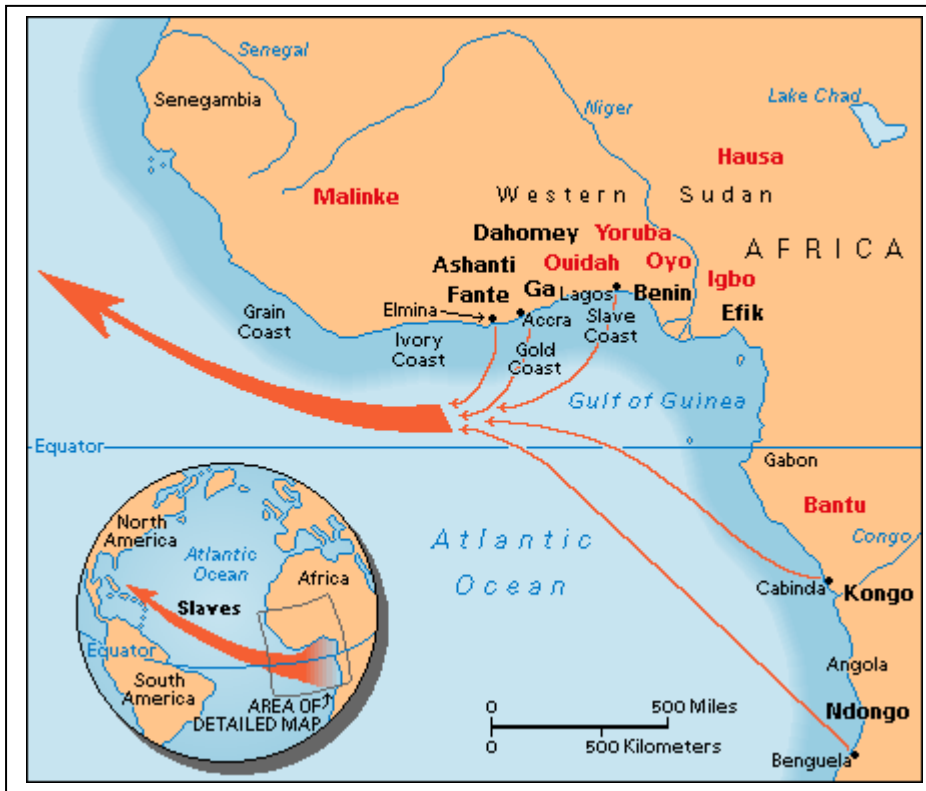 Senegal
Senegambia
Niger
Lake Chad
Hausa
Malinke
Western Sudan
AFRICA
Dahomey
Yoruba
Ashanti
Ouidah
Oyo
Igbo
Fante
Ga
Lagos
Benin
Efik
Elmina
Accra
Grain
Coast
Ivory
Coast
Gold
Coast
Slave
Coast
Gulf of Guinea
Equator
Gabon
Bantu
Congo
Atlantic
Ocean
Cabinda
Kongo
Angola
Ndongo
Benguela
North
America
Atlantic
Ocean
Africa
Slaves
Equator
South
America
AREA OF
DETAILED MAP
0
500 Miles
0
500 Kilometers